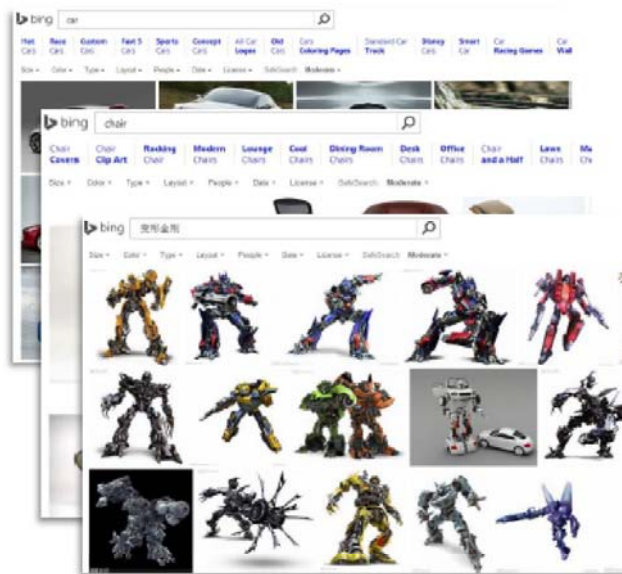 bing car
Hot Cars Race Cars Custom Cars Fast 5 Cars Sports Cars Concept Cars All Car Logos Old Cars Cars Coloring Pages Standard Car Truck Disney Cars Smart Car Car Racing Games Car Wall
Size Color Type Layout People Date License SafeSearch Moderate
bing chair
Chair Covers Chair Clip Art Rocking Chair Modern Chairs Lounge Chairs Cool Chairs Dining Room Chairs Desk Chairs Office Chairs Chair and a Half Lawn Chairs
Size Color Type Layout People Date License SafeSearch Moderate
bing 变形金刚
Size Color Type Layout People Date License SafeSearch Moderate